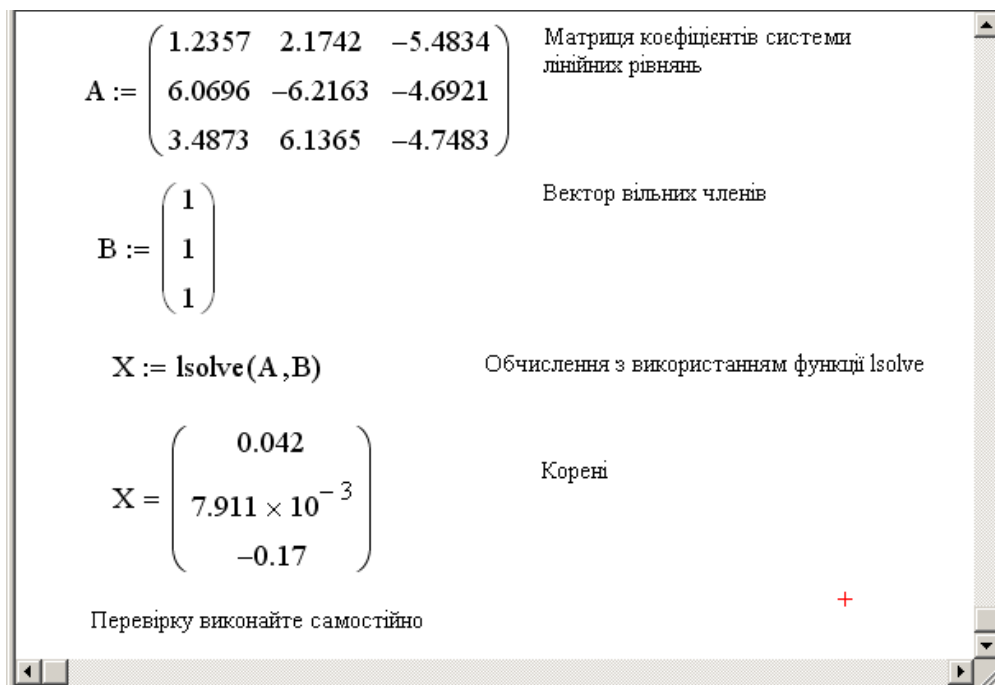 A := ( 1.2357 2.1742 −5.4834
6.0696 −6.2163 −4.6921
3.4873 6.1365 −4.7483 )
Матриця коєфіцієнтів системи
лінійних рівнянь
B := ( 1
1
1 )
Вектор вільних членів
X := lsolve(A,B)
Обчислення з використанням функції lsolve
X = ( 0.042
7.911 × 10^−3
−0.17 )
Корені
Перевірку виконайте самостійно